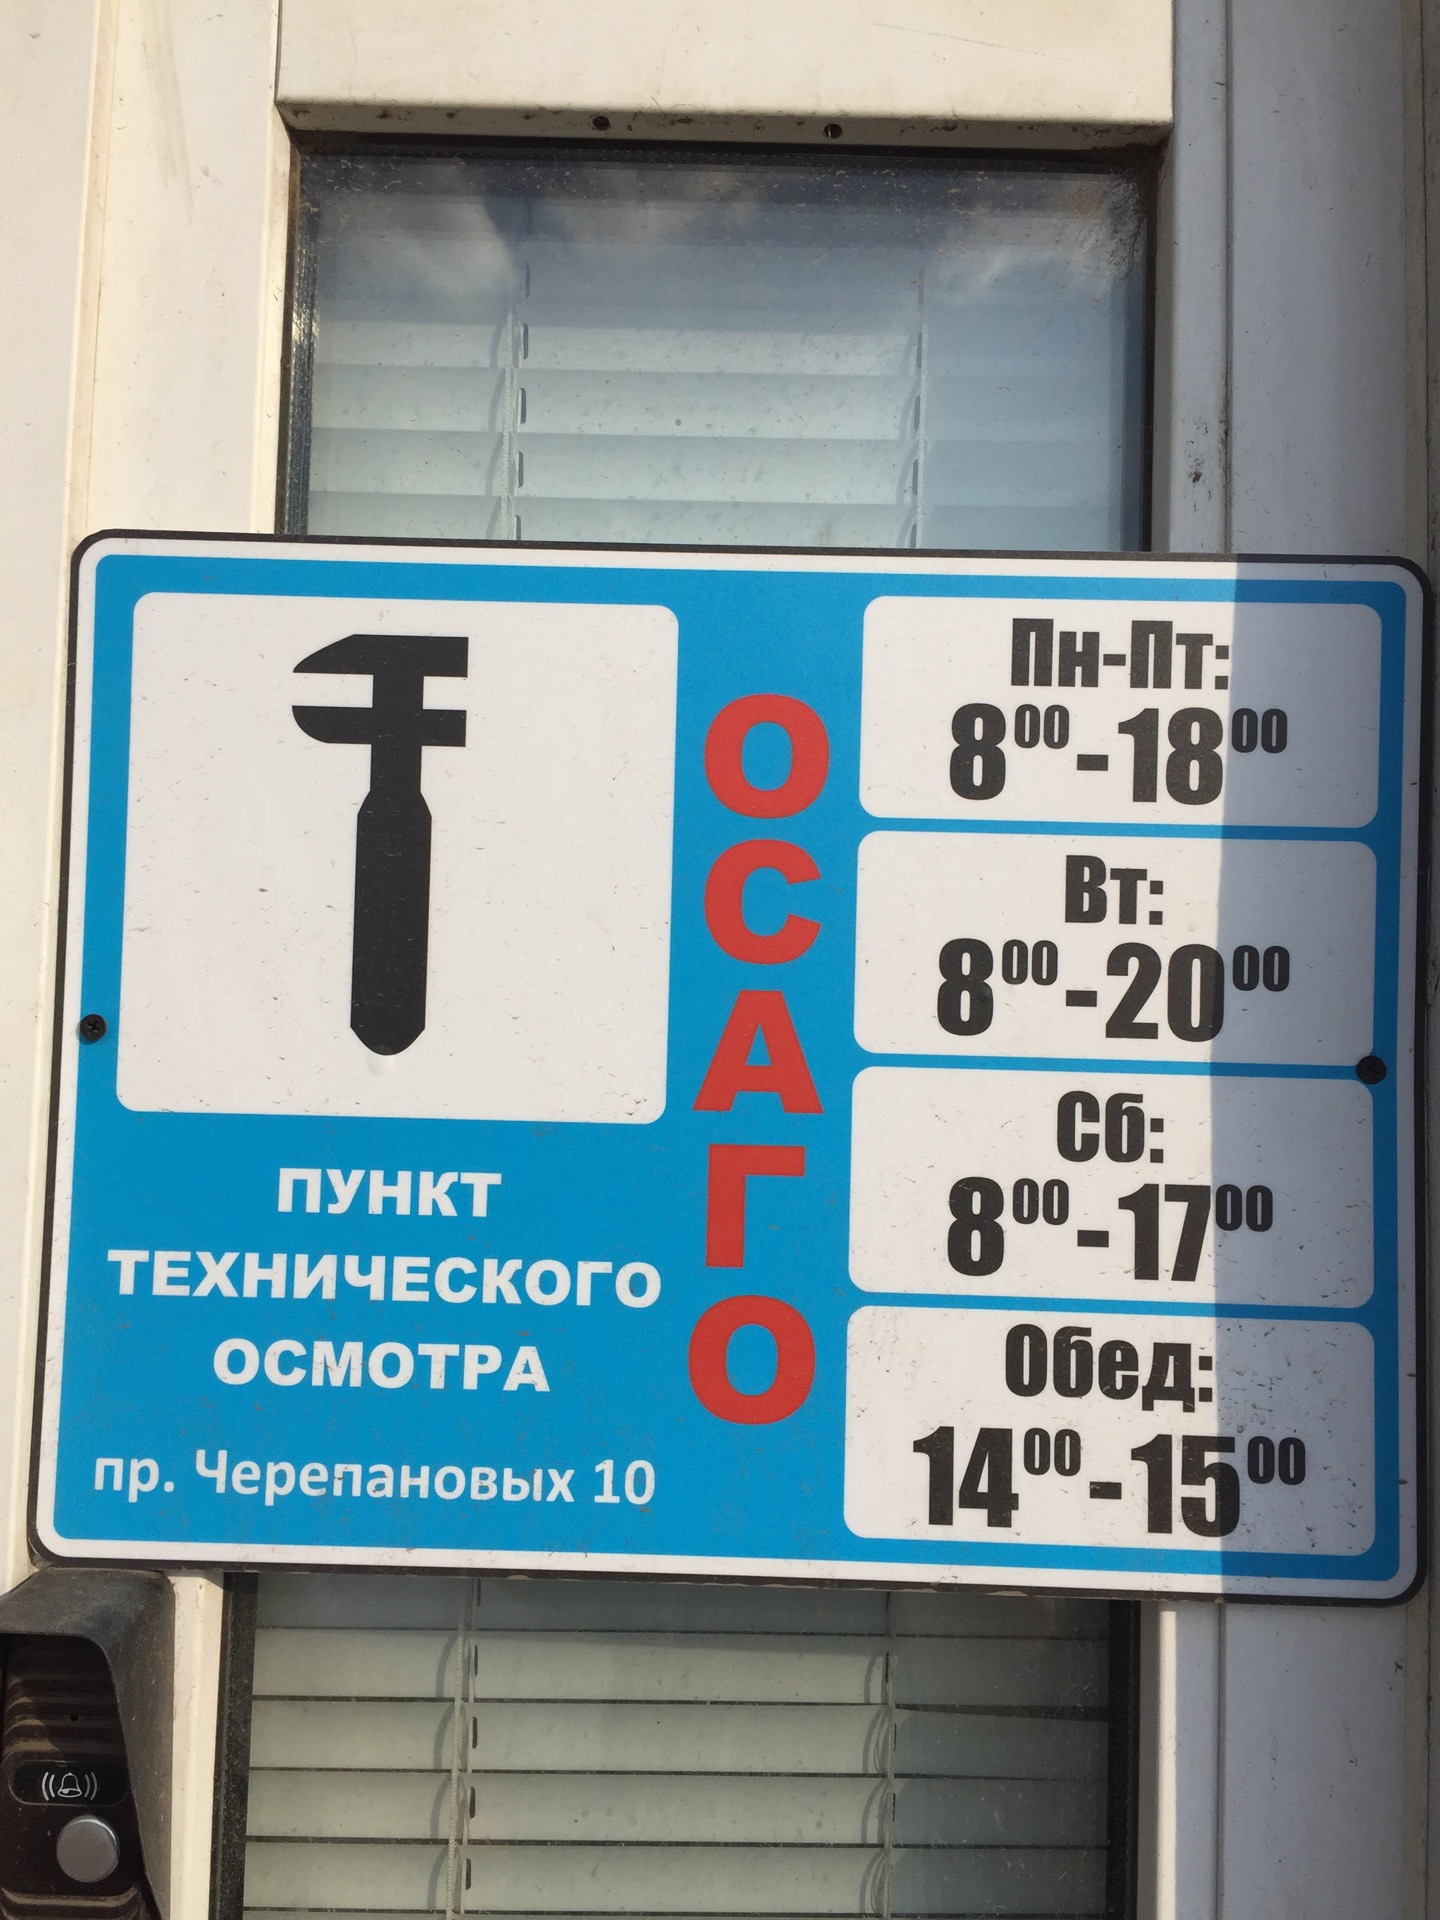 ПУНКТ
ТЕХНИЧЕСКОГО
ОСМОТРА
пр. Черепановых 10
ОСАГО
Пн-Пт:
8⁰⁰-18⁰⁰
Вт:
8⁰⁰-20⁰⁰
Сб:
8⁰⁰-17⁰⁰
Обед:
14⁰⁰-15⁰⁰